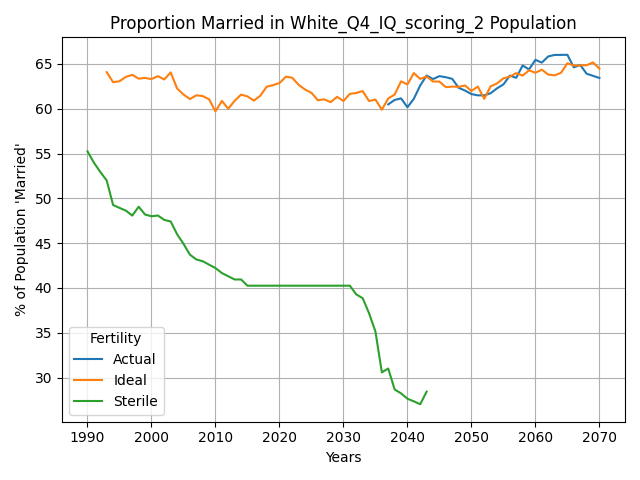 Proportion Married in White_Q4_IQ_scoring_2 Population
% of Population 'Married'
65
60
55
50
45
40
35
30
Fertility
Actual
Ideal
Sterile
1990 2000 2010 2020 2030 2040 2050 2060 2070
Years